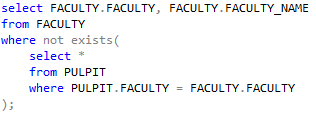 select FACULTY.FACULTY, FACULTY.FACULTY_NAME
from FACULTY
where not exists(
    select *
    from PULPIT
    where PULPIT.FACULTY = FACULTY.FACULTY
);